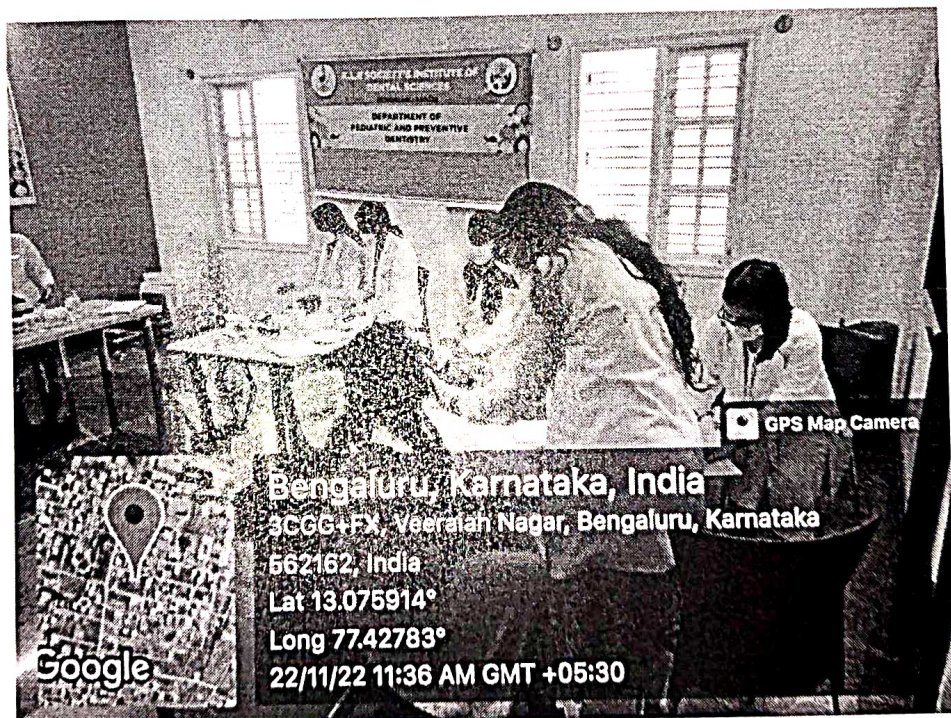 K.L.E SOCIETY'S INSTITUTE OF
DENTAL SCIENCES
DEPARTMENT OF
PEDIATRIC AND PREVENTIVE
DENTISTRY
GPS Map Camera
Bengaluru, Karnataka, India
3CGG+FX, Veeraiah Nagar, Bengaluru, Karnataka
562162, India
Lat 13.075914°
Long 77.42783°
22/11/22 11:36 AM GMT +05:30
Google